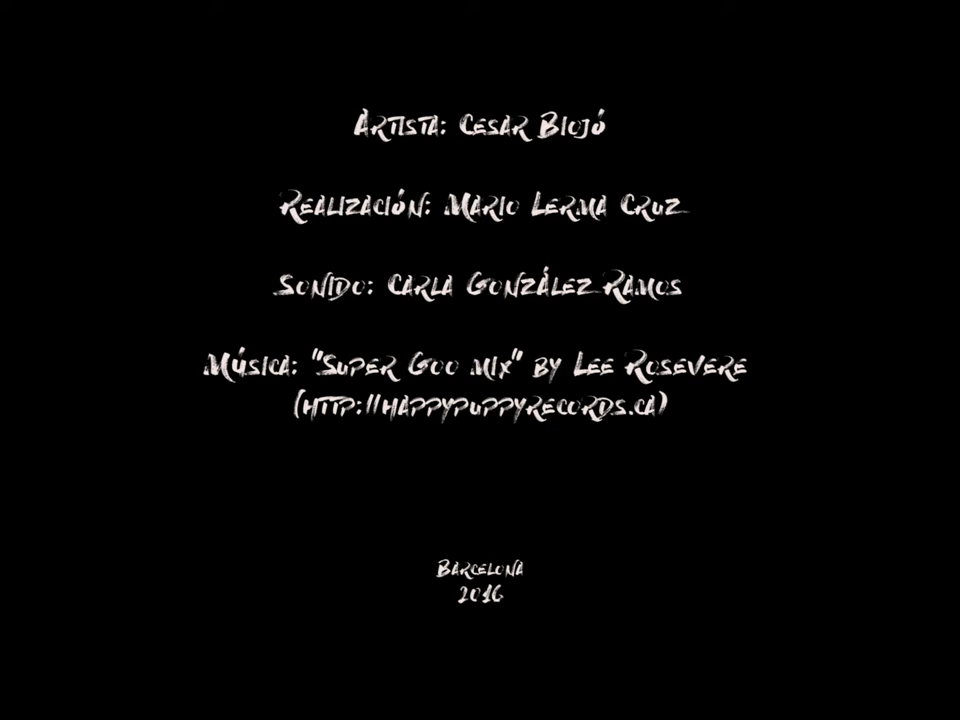 Artista: Cesar Biojó
Realización: Mario Lerma Cruz
Sonido: Carla González Ramos
Música: "Super Goo mix" by Lee Rosevere
(http://happypuppyrecords.ca)
Barcelona
2016